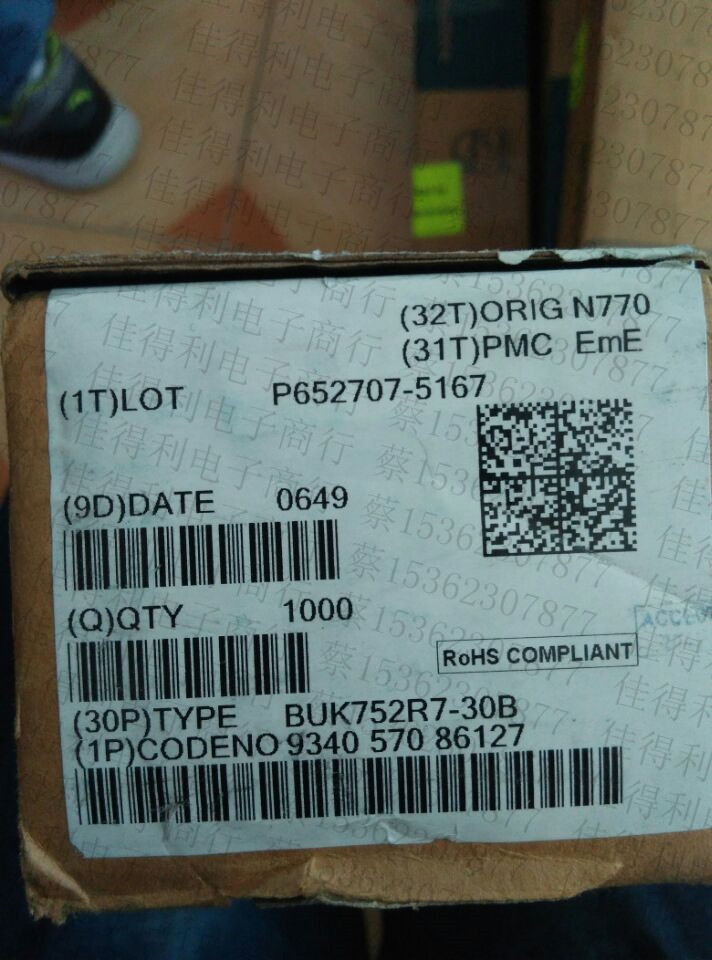 (32T)ORIG N770
(31T)PMC EmE
(1T)LOT P652707-5167
(9D)DATE 0649
(Q)QTY 1000
RoHS COMPLIANT
(30P)TYPE BUK752R7-30B
(1P)CODENO 9340 570 86127
佳得利电子商行 蔡15362307877